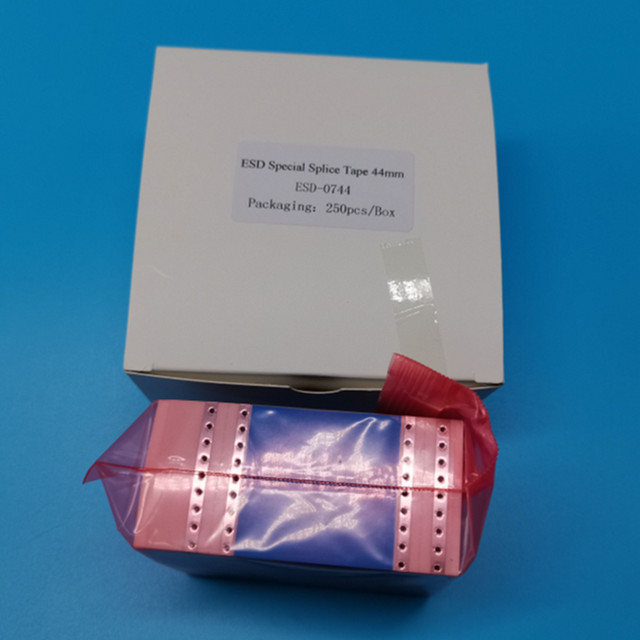 ESD Special Splice Tape 44mm
ESD-0744
Packaging: 250pcs/Box